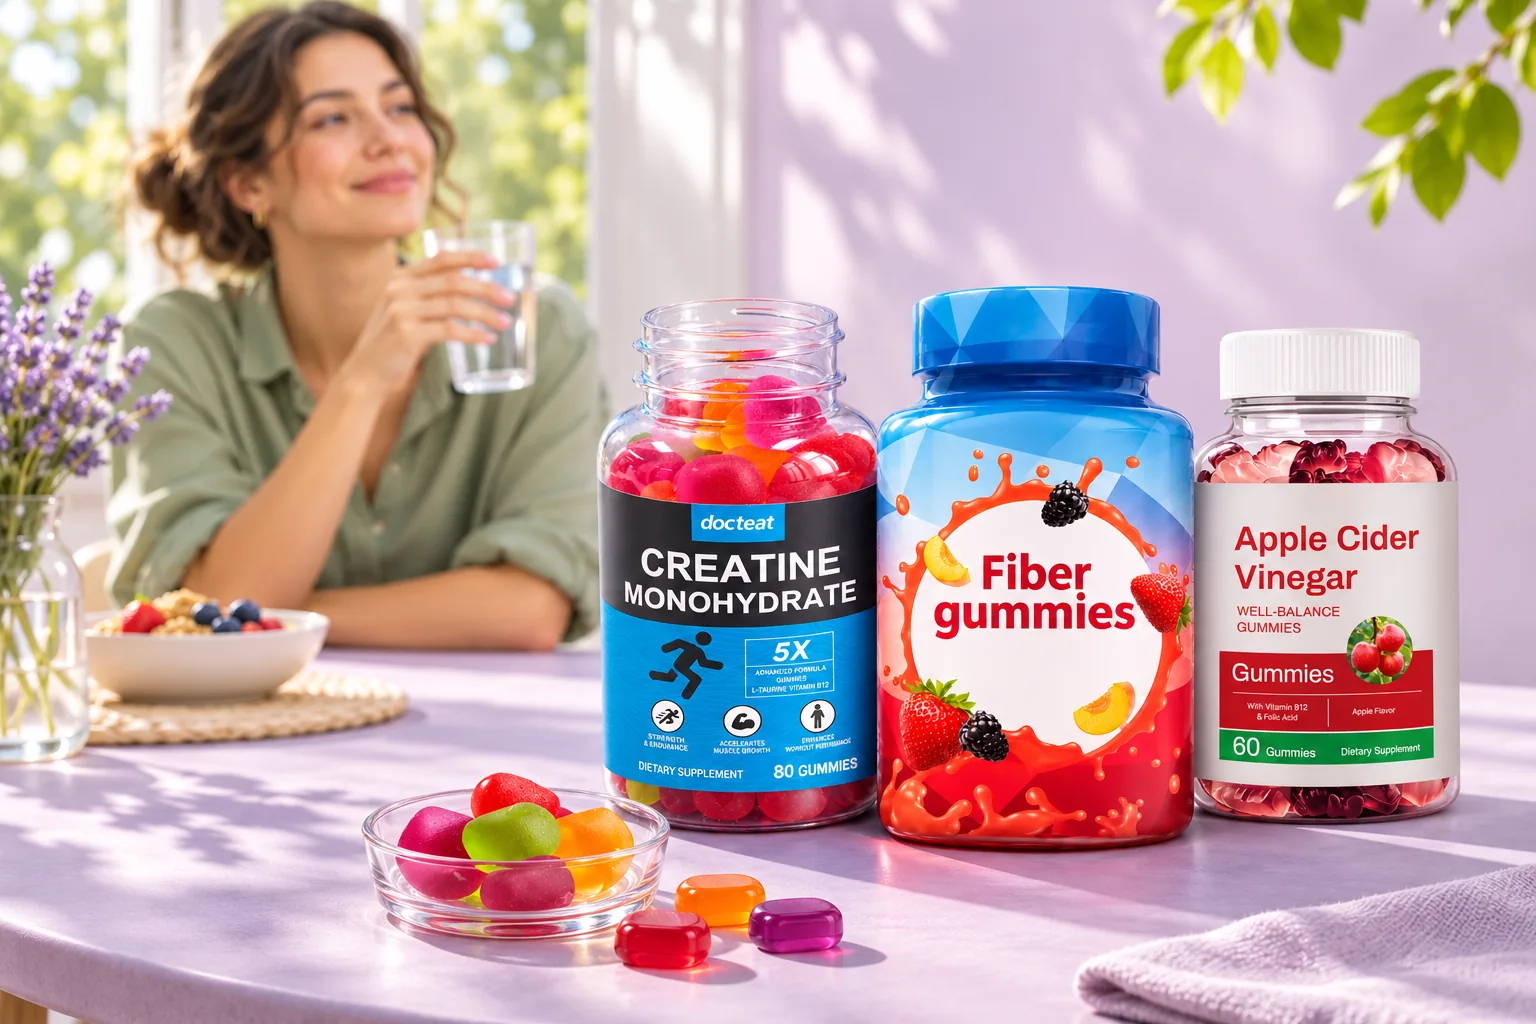 docteat
CREATINE
MONOHYDRATE
5X
ADVANCED FORMULA
GUMMIES
L-TAURINE VITAMIN B12
STRENGTH
& ENDURANCE
ACCELERATES
MUSCLE GROWTH
ENHANCES
WORKOUT PERFORMANCE
DIETARY SUPPLEMENT
80 GUMMIES
Fiber
gummies
Apple Cider
Vinegar
WELL-BALANCE
GUMMIES
Gummies
With Vitamin B12
& Folic Acid
Apple Flavor
60 Gummies
Dietary Supplement